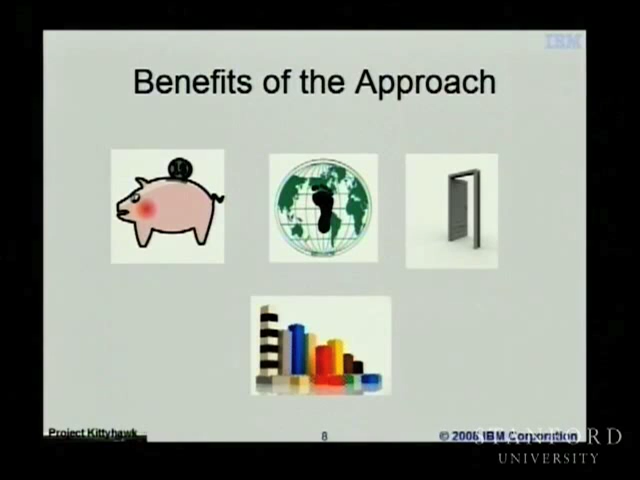 IBM
Benefits of the Approach
Project Kittyhawk
8
© 2008 IBM Corporation
STANFORD
UNIVERSITY